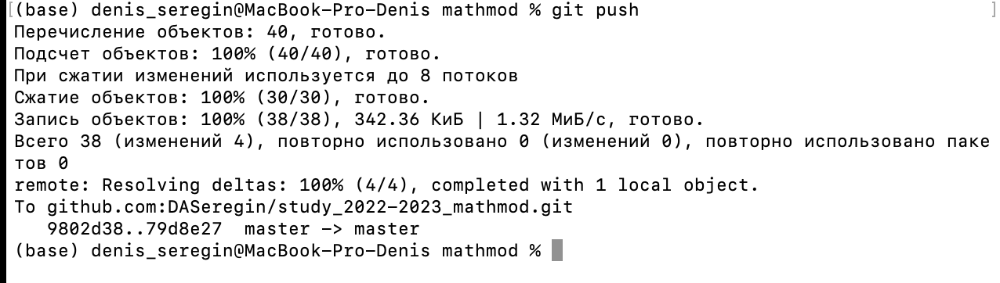 [(base) denis_seregin@MacBook-Pro-Denis mathmod % git push ]
Перечисление объектов: 40, готово.
Подсчет объектов: 100% (40/40), готово.
При сжатии изменений используется до 8 потоков
Сжатие объектов: 100% (30/30), готово.
Запись объектов: 100% (38/38), 342.36 КиБ | 1.32 МиБ/с, готово.
Всего 38 (изменений 4), повторно использовано 0 (изменений 0), повторно использовано паке
тов 0
remote: Resolving deltas: 100% (4/4), completed with 1 local object.
To github.com:DASeregin/study_2022-2023_mathmod.git
   9802d38..79d8e27  master -> master
(base) denis_seregin@MacBook-Pro-Denis mathmod %